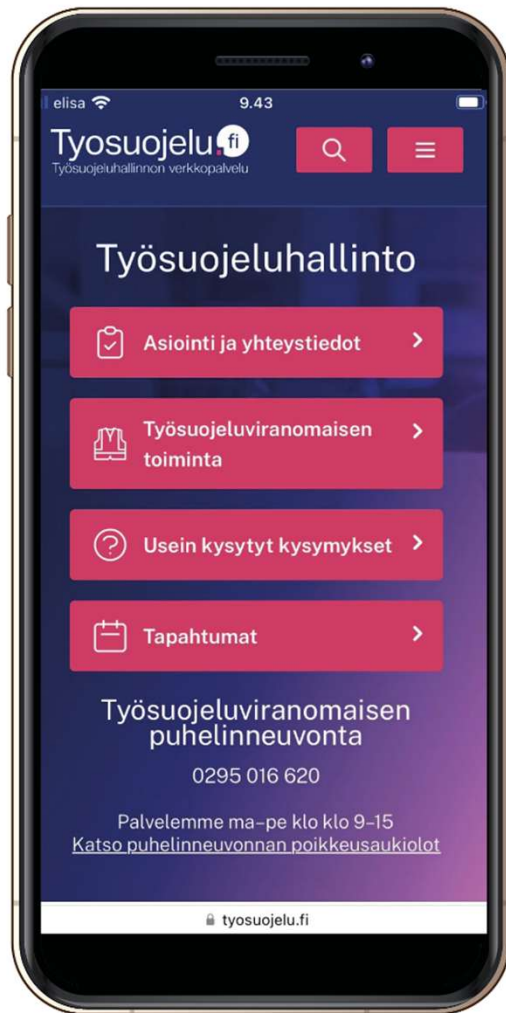 elisa 9.43
Tyosuojelu.fi
Työsuojeluhallinnon verkkopalvelu
Työsuojeluhallinto
Asiointi ja yhteystiedot
Työsuojeluviranomaisen
toiminta
Usein kysytyt kysymykset
Tapahtumat
Työsuojeluviranomaisen
puhelinneuvonta
0295 016 620
Palvelemme ma–pe klo klo 9–15
Katso puhelinneuvonnan poikkeusaukiolot
tyosuojelu.fi